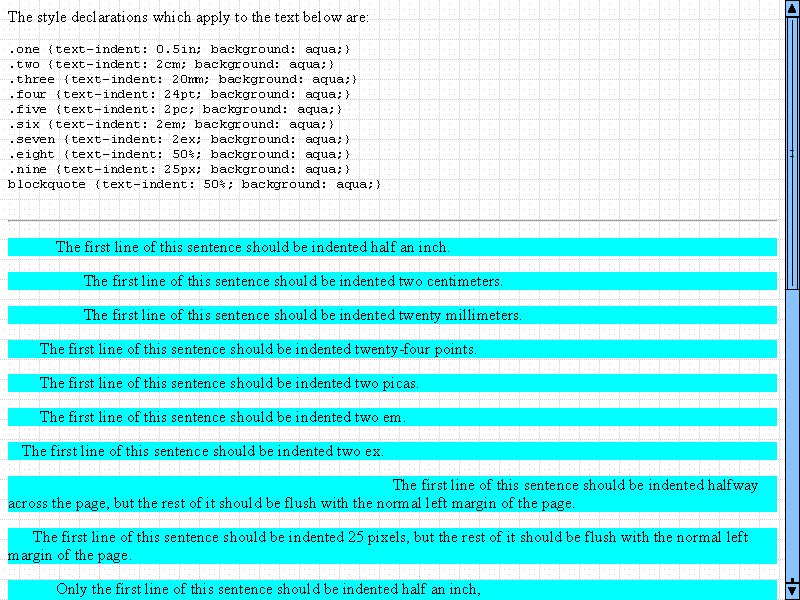 The style declarations which apply to the text below are:
.one {text-indent: 0.5in; background: aqua;}
.two {text-indent: 2cm; background: aqua;}
.three {text-indent: 20mm; background: aqua;}
.four {text-indent: 24pt; background: aqua;}
.five {text-indent: 2pc; background: aqua;}
.six {text-indent: 2em; background: aqua;}
.seven {text-indent: 2ex; background: aqua;}
.eight {text-indent: 50%; background: aqua;}
.nine {text-indent: 25px; background: aqua;}
blockquote {text-indent: 50%; background: aqua;}
The first line of this sentence should be indented half an inch.
The first line of this sentence should be indented two centimeters.
The first line of this sentence should be indented twenty millimeters.
The first line of this sentence should be indented twenty-four points.
The first line of this sentence should be indented two picas.
The first line of this sentence should be indented two em.
The first line of this sentence should be indented two ex.
The first line of this sentence should be indented halfway
across the page, but the rest of it should be flush with the normal left margin of the page.
The first line of this sentence should be indented 25 pixels, but the rest of it should be flush with the normal left
margin of the page.
Only the first line of this sentence should be indented half an inch,